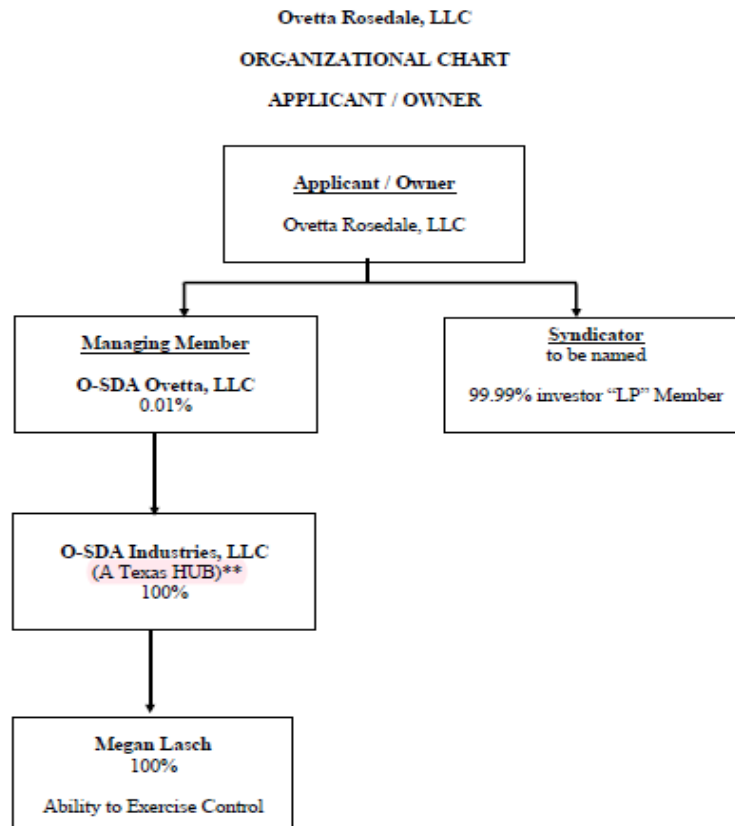 Ovetta Rosedale, LLC
ORGANIZATIONAL CHART
APPLICANT / OWNER
Applicant / Owner
Ovetta Rosedale, LLC
Managing Member
O-SDA Ovetta, LLC
0.01%
Syndicator
to be named
99.99% investor “LP” Member
O-SDA Industries, LLC
(A Texas HUB)**
100%
Megan Lasch
100%
Ability to Exercise Control